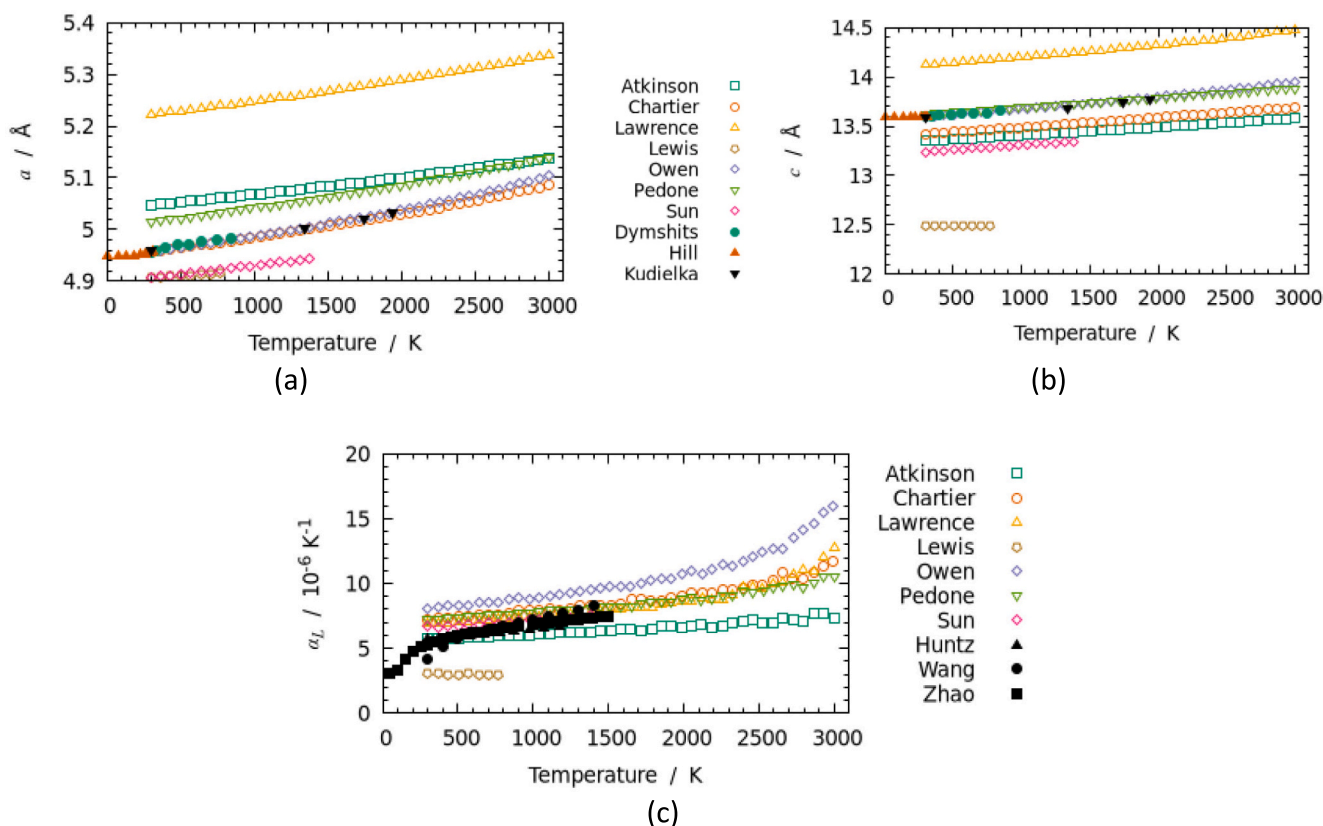 5.4
5.3
5.2
5.1
5
4.9
a / Å
0 500 1000 1500 2000 2500 3000
Temperature / K
(a)
Atkinson
Chartier
Lawrence
Lewis
Owen
Pedone
Sun
Dymshits
Hill
Kudielka
14.5
14
13.5
13
12.5
12
c / Å
0 500 1000 1500 2000 2500 3000
Temperature / K
(b)
20
15
10
5
0
αL / 10-6 K-1
0 500 1000 1500 2000 2500 3000
Temperature / K
(c)
Atkinson
Chartier
Lawrence
Lewis
Owen
Pedone
Sun
Huntz
Wang
Zhao